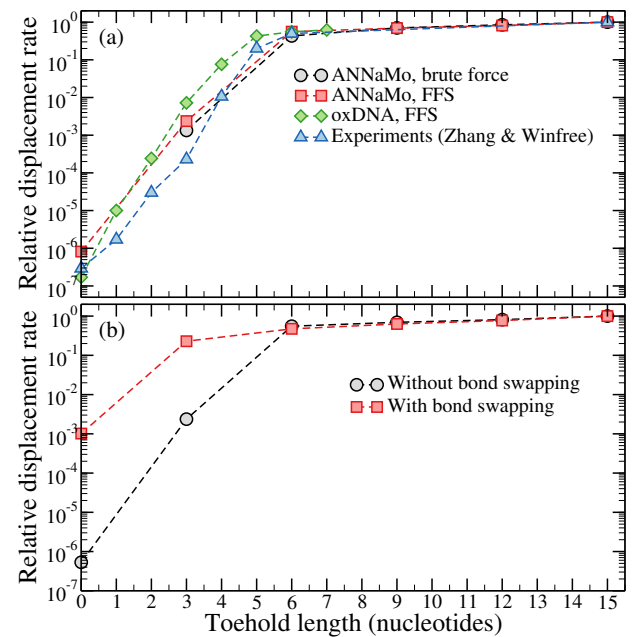 (a)
10^0
10^-1
10^-2
10^-3
10^-4
10^-5
10^-6
10^-7
Relative displacement rate
ANNaMo, brute force
ANNaMo, FFS
oxDNA, FFS
Experiments (Zhang & Winfree)
(b)
10^0
10^-1
10^-2
10^-3
10^-4
10^-5
10^-6
10^-7
Relative displacement rate
Without bond swapping
With bond swapping
0 1 2 3 4 5 6 7 8 9 10 11 12 13 14 15
Toehold length (nucleotides)